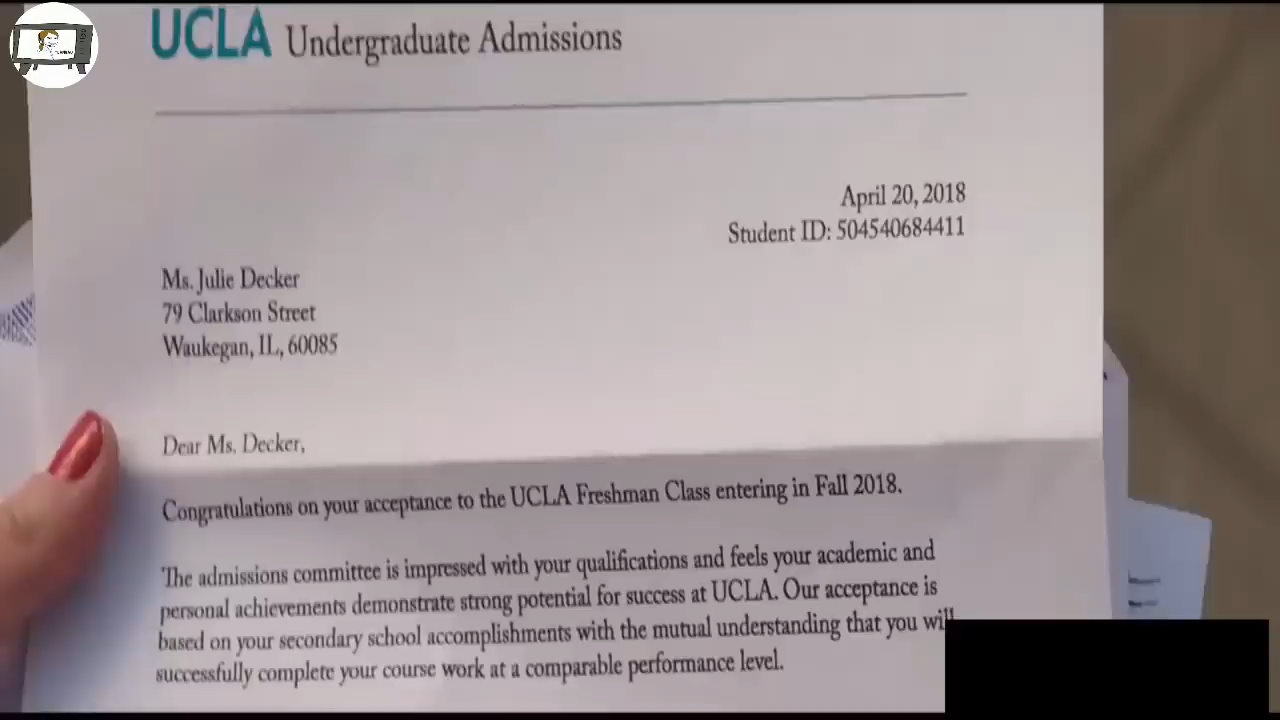 UCLA Undergraduate Admissions
April 20, 2018
Student ID: 504540684411
Ms. Julie Decker
79 Clarkson Street
Waukegan, IL, 60085
Dear Ms. Decker,
Congratulations on your acceptance to the UCLA Freshman Class entering in Fall 2018.
The admissions committee is impressed with your qualifications and feels your academic and
personal achievements demonstrate strong potential for success at UCLA. Our acceptance is
based on your secondary school accomplishments with the mutual understanding that you will
successfully complete your course work at a comparable performance level.